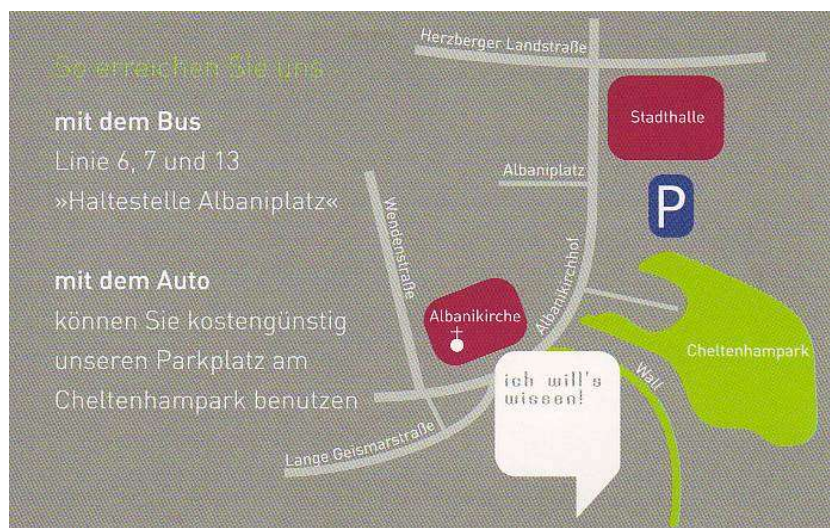 So erreichen Sie uns
mit dem Bus
Linie 6, 7 und 13
»Haltestelle Albaniplatz«
mit dem Auto
können Sie kostengünstig
unseren Parkplatz am
Cheltenhampark benutzen
Herzberger Landstraße
Stadthalle
Albaniplatz
P
Wendenstraße
Albanikirchhof
Albanikirche
Cheltenhampark
ich will's
wissen!
Wall
Lange Geismarstraße